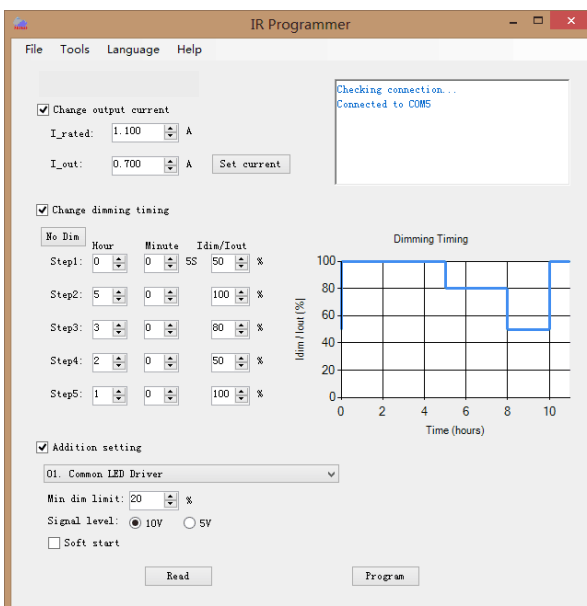 IR Programmer
File Tools Language Help
Checking connection...
Connected to COM5
Change output current
I_rated: 1.100 A
I_out: 0.700 A Set current
Change dimming timing
No Dim
Hour Minute Idim/Iout
Step1: 0 0 5S 50 %
Step2: 5 0 100 %
Step3: 3 0 80 %
Step4: 2 0 50 %
Step5: 1 0 100 %
Dimming Timing
Idim / Iout (%)
100
80
60
40
20
0
0 2 4 6 8 10
Time (hours)
Addition setting
01. Common LED Driver
Min dim limit: 20 %
Signal level: 10V 5V
Soft start
Read Program